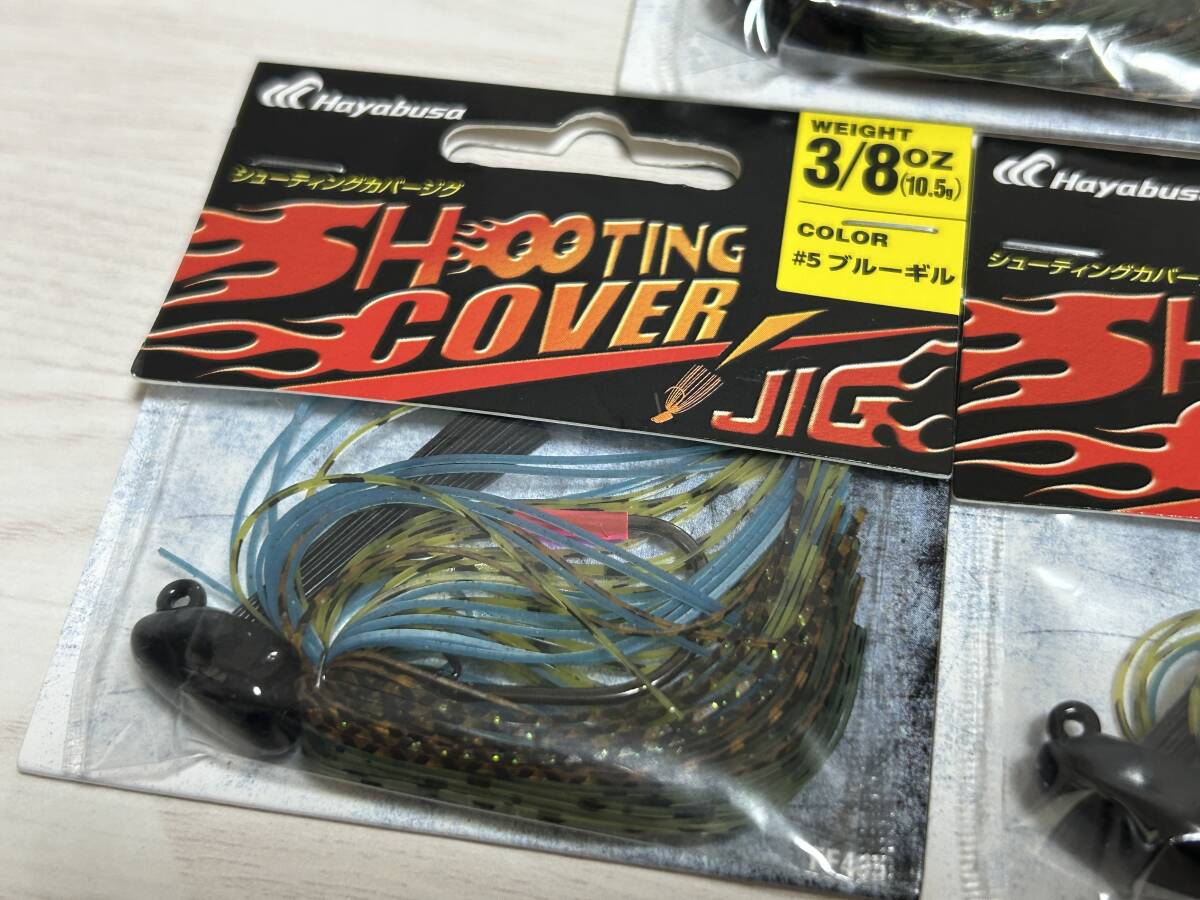 Hayabusa
シューティングカバージグ
SHOOTING
COVER
JIG
WEIGHT
3/8OZ
(10.5g)
COLOR
#5 ブルーギル
Hayabusa
シューティングカバー